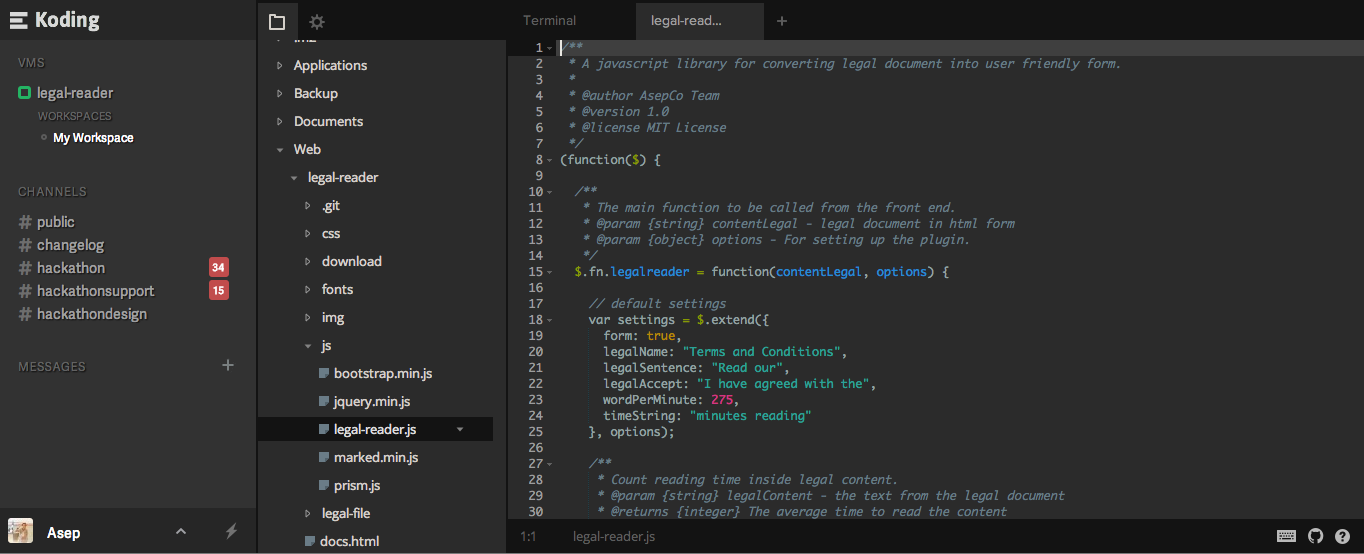 Koding
VMS
legal-reader
WORKSPACES
My Workspace
CHANNELS
# public
# changelog
# hackathon 34
# hackathonsupport 15
# hackathondesign
MESSAGES +
Asep
Applications
Backup
Documents
Web
legal-reader
.git
css
download
fonts
img
js
bootstrap.min.js
jquery.min.js
legal-reader.js
marked.min.js
prism.js
legal-file
docs.html
Terminal legal-read... +
1 /**
2  * A javascript library for converting legal document into user friendly form.
3  *
4  * @author AsepCo Team
5  * @version 1.0
6  * @license MIT License
7  */
8 (function($) {
9
10   /**
11    * The main function to be called from the front end.
12    * @param {string} contentLegal - legal document in html form
13    * @param {object} options - For setting up the plugin.
14    */
15   $.fn.legalreader = function(contentLegal, options) {
16
17     // default settings
18     var settings = $.extend({
19       form: true,
20       legalName: "Terms and Conditions",
21       legalSentence: "Read our",
22       legalAccept: "I have agreed with the",
23       wordPerMinute: 275,
24       timeString: "minutes reading"
25     }, options);
26
27     /**
28      * Count reading time inside legal content.
29      * @param {string} legalContent - the text from the legal document
30      * @returns {integer} The average time to read the content
1:1 legal-reader.js ?